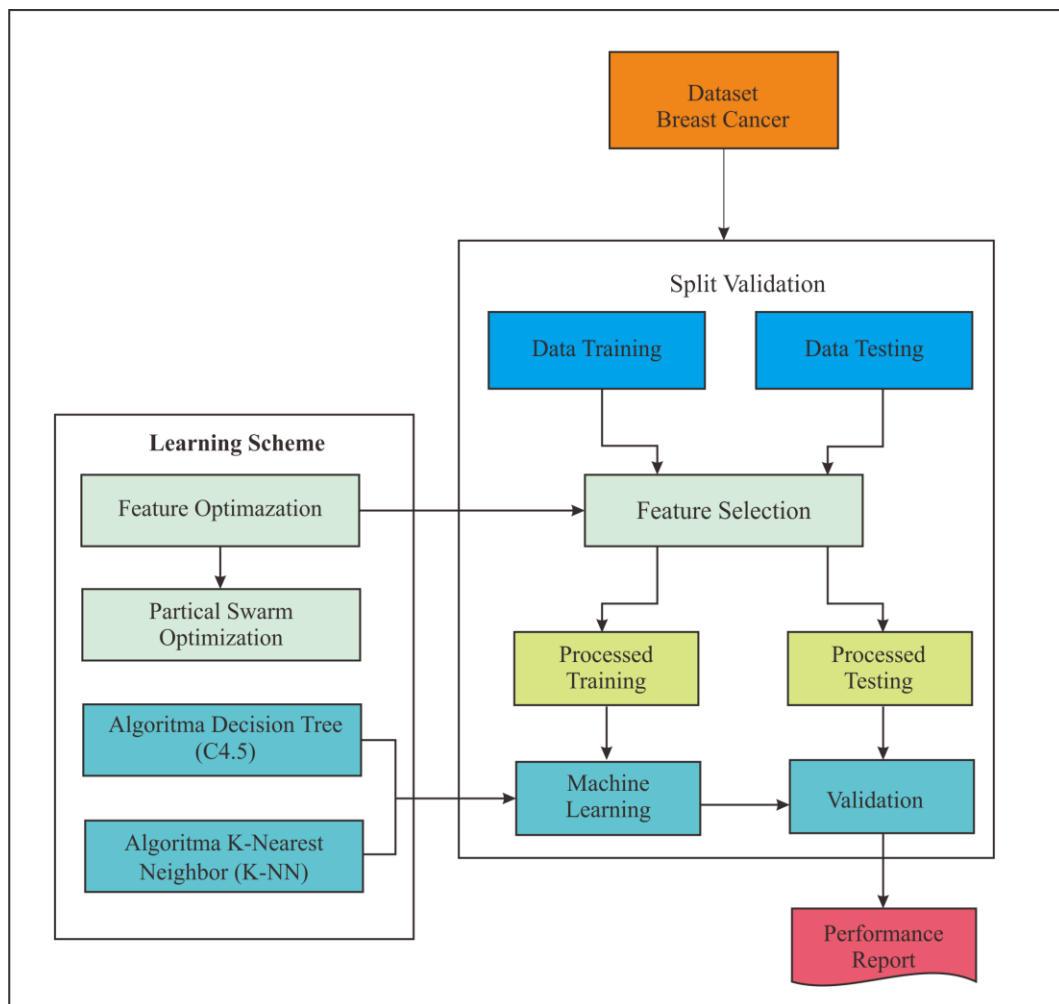 Dataset
Breast Cancer
Split Validation
Data Training
Data Testing
Learning Scheme
Feature Optimazation
Feature Selection
Partical Swarm
Optimization
Processed
Training
Processed
Testing
Algoritma Decision Tree
(C4.5)
Machine
Learning
Validation
Algoritma K-Nearest
Neighbor (K-NN)
Performance
Report